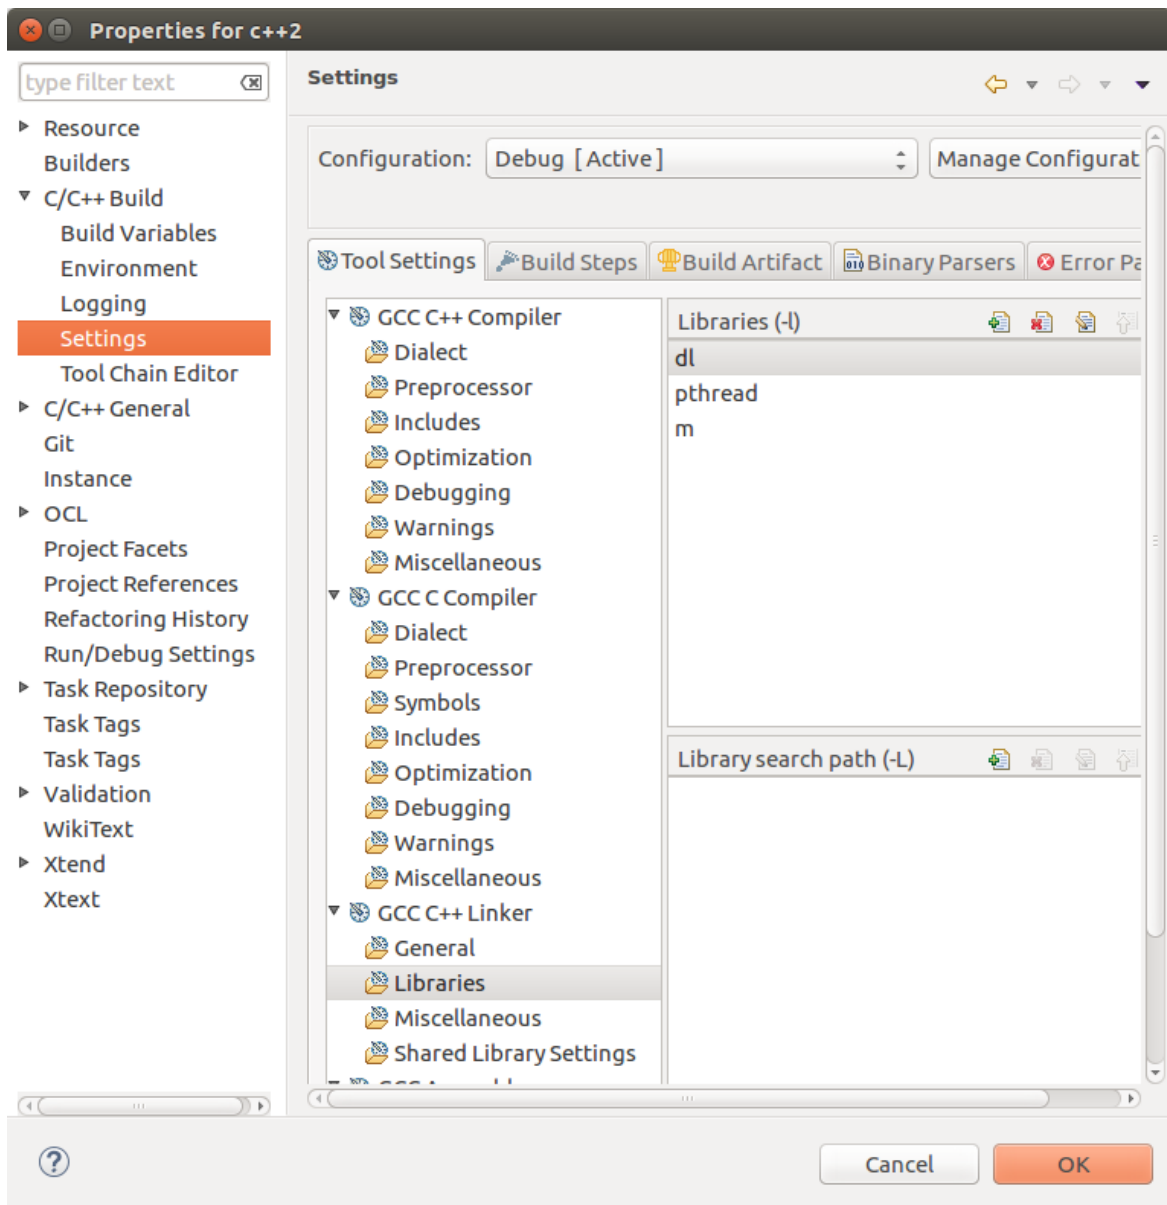 Properties for c++2
type filter text
Resource
Builders
C/C++ Build
Build Variables
Environment
Logging
Settings
Tool Chain Editor
C/C++ General
Git
Instance
OCL
Project Facets
Project References
Refactoring History
Run/Debug Settings
Task Repository
Task Tags
Task Tags
Validation
WikiText
Xtend
Xtext
Settings
Configuration: Debug [Active] Manage Configurat
Tool Settings Build Steps Build Artifact Binary Parsers Error Pa
GCC C++ Compiler
Dialect
Preprocessor
Includes
Optimization
Debugging
Warnings
Miscellaneous
GCC C Compiler
Dialect
Preprocessor
Symbols
Includes
Optimization
Debugging
Warnings
Miscellaneous
GCC C++ Linker
General
Libraries
Miscellaneous
Shared Library Settings
Libraries (-l)
dl
pthread
m
Library search path (-L)
Cancel OK